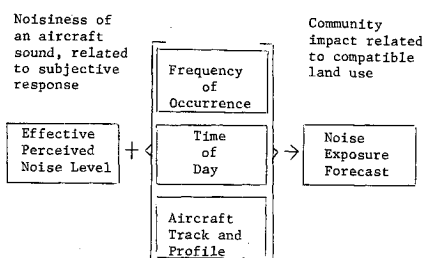 Noisiness of
an aircraft
sound, related
to subjective
response
Effective
Perceived
Noise Level
+
Frequency
of
Occurrence
Time
of
Day
Aircraft
Track and
Profile
→
Community
impact related
to compatible
land use
Noise
Exposure
Forecast